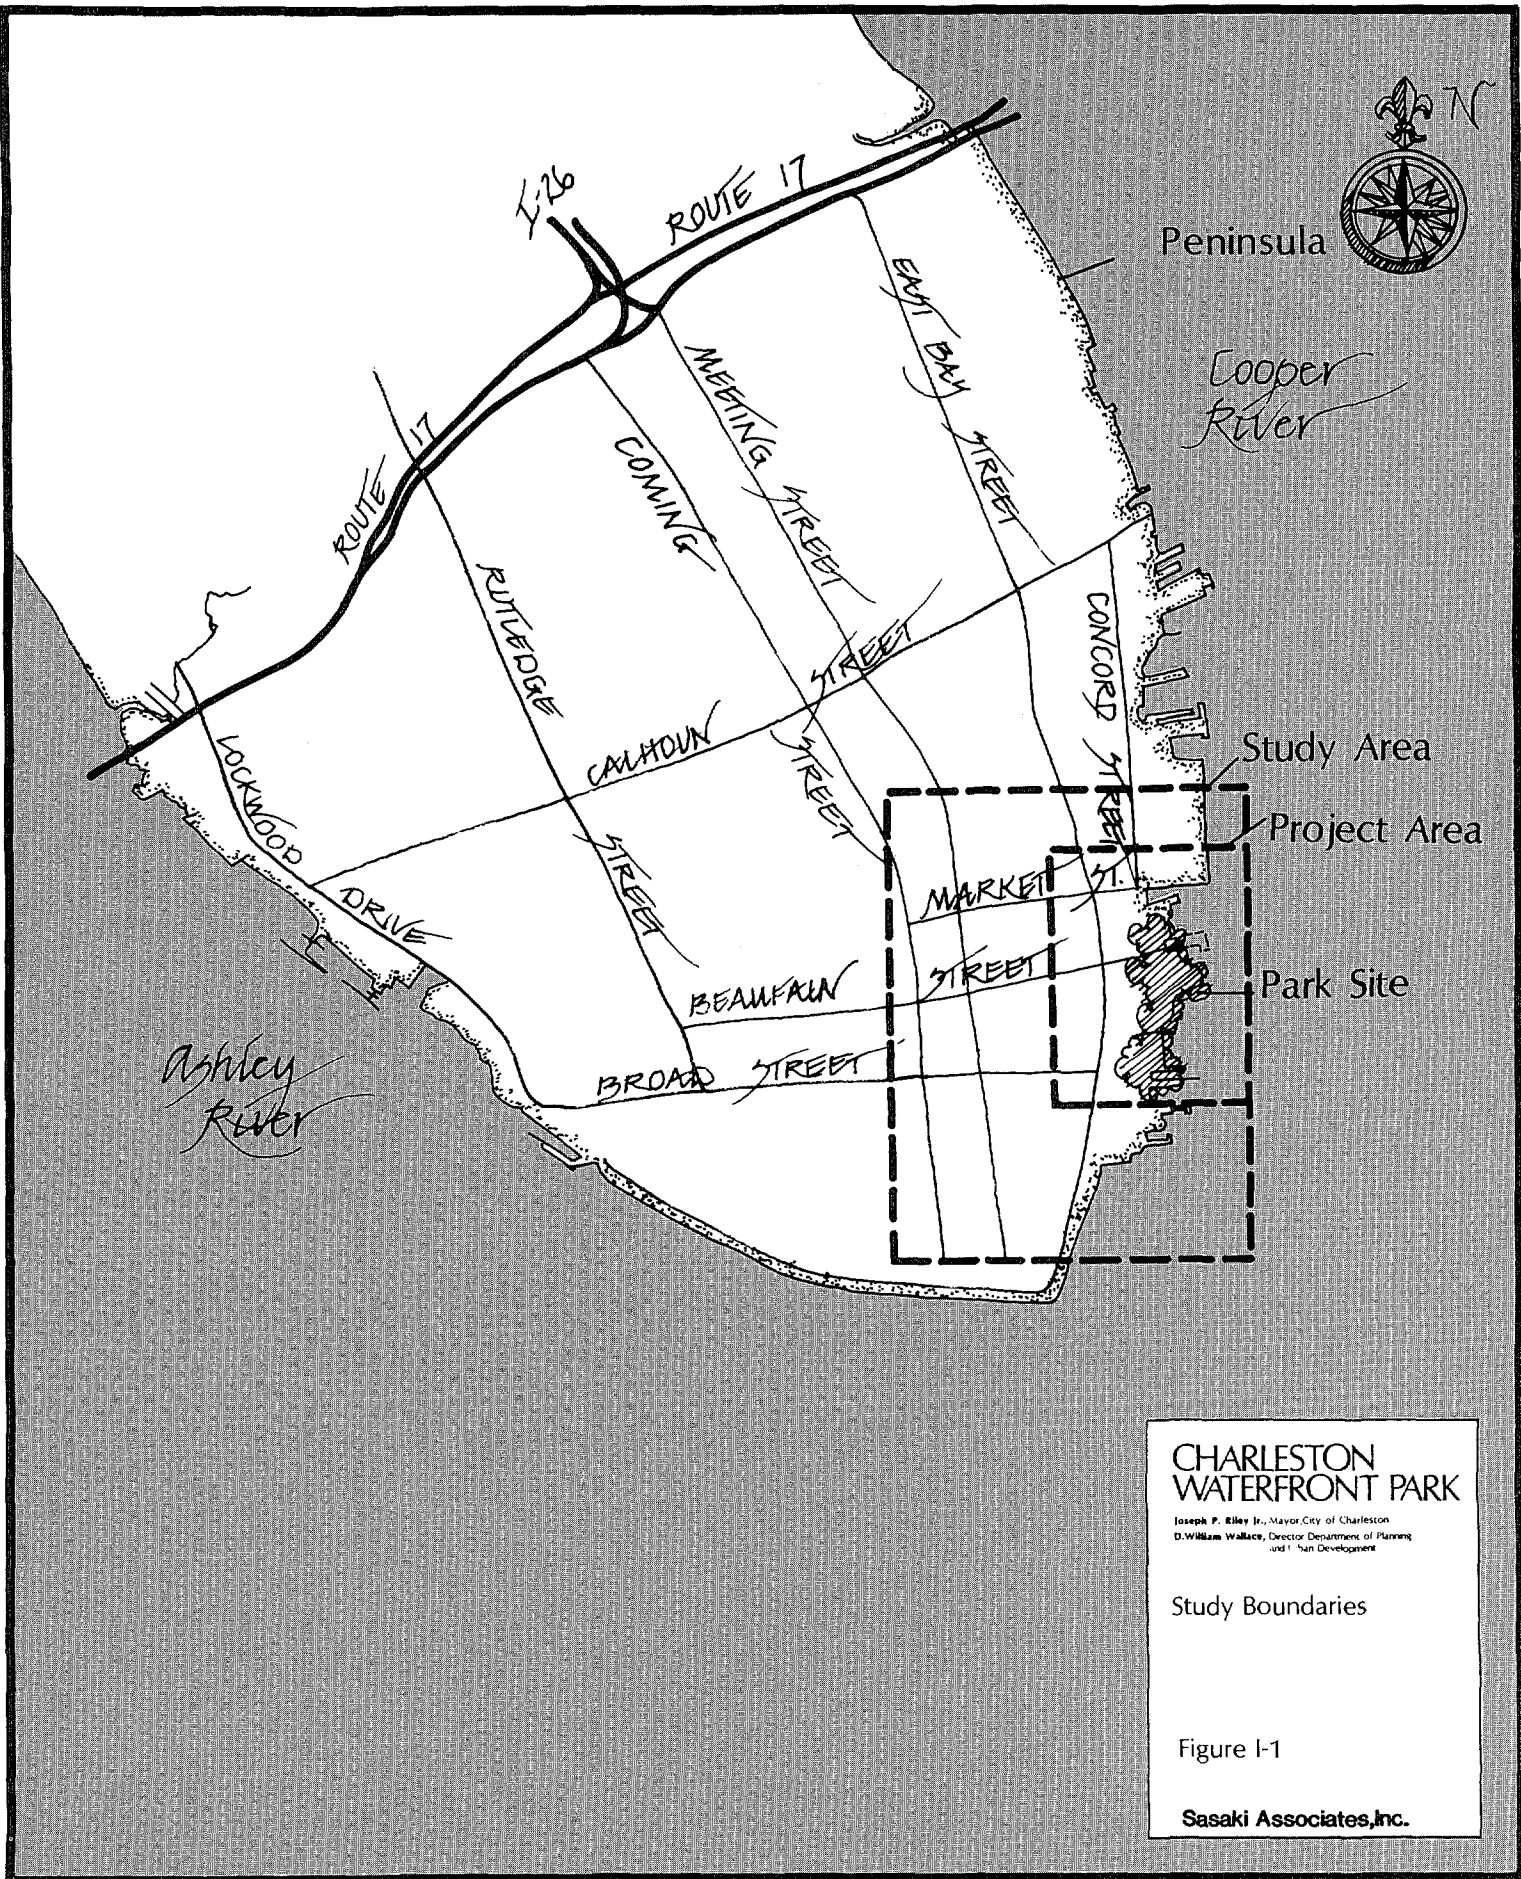 N
I-26
ROUTE 17
Peninsula
EAST BAY STREET
Cooper
River
MEETING STREET
COMING STREET
ROUTE 17
RUTLEDGE STREET
CALHOUN STREET
CONCORD STREET
LOCKWOOD DRIVE
Study Area
Project Area
MARKET ST.
BEAUFAIN STREET
Park Site
BROAD STREET
Ashley
River
CHARLESTON
WATERFRONT PARK
Joseph P. Riley Jr., Mayor, City of Charleston
D. William Wallace, Director Department of Planning
Development
Study Boundaries
Figure I-1
Sasaki Associates, Inc.